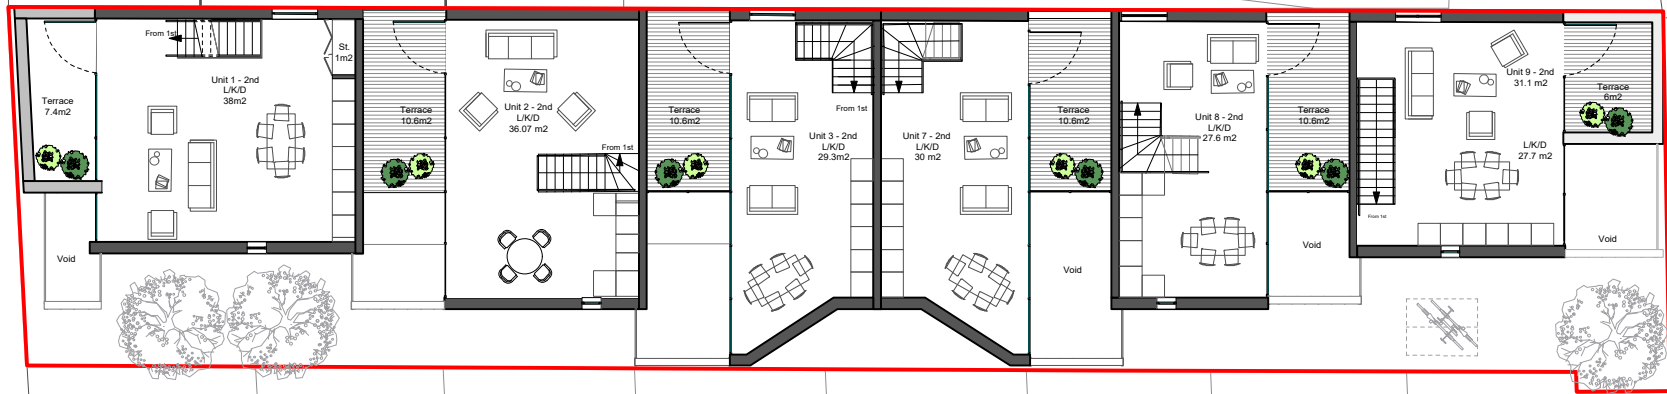 From 1st
St.
1m2
Unit 1 - 2nd
L/K/D
38m2
Terrace
7.4m2
Void
Terrace
10.6m2
Unit 2 - 2nd
L/K/D
36.07 m2
From 1st
Terrace
10.6m2
From 1st
Unit 3 - 2nd
L/K/D
29.3m2
Unit 7 - 2nd
L/K/D
30 m2
Terrace
10.6m2
Void
Unit 8 - 2nd
L/K/D
27.6 m2
Terrace
10.6m2
Void
Unit 9 - 2nd
31.1 m2
L/K/D
27.7 m2
From 1st
Terrace
6m2
Void